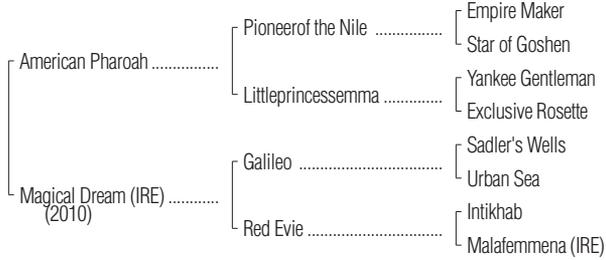 Empire Maker
Pioneerof the Nile ................
Star of Goshen
American Pharoah ................
Yankee Gentleman
Littleprincessemma ..............
Exclusive Rosette
Sadler's Wells
Galileo ..................................
Urban Sea
Magical Dream (IRE) ............
(2010)
Intikhab
Red Evie ................................
Malafemmena (IRE)